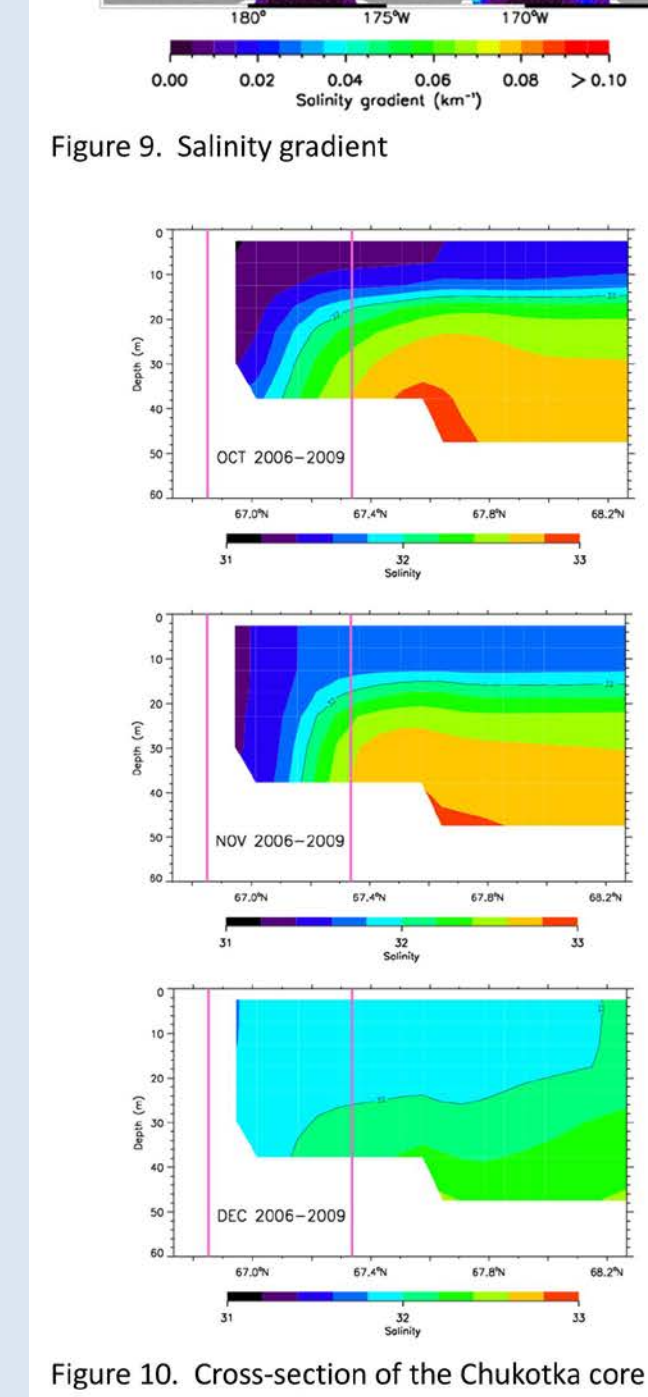 180° 175°W 170°W
0.00 0.02 0.04 0.06 0.08 >0.10
Salinity gradient (km⁻¹)
Figure 9. Salinity gradient
0
10
20
30
40
50
60
Depth (m)
OCT 2006–2009
67.0°N 67.4°N 67.8°N 68.2°N
31 32 33
Salinity
0
10
20
30
40
50
60
Depth (m)
NOV 2006–2009
67.0°N 67.4°N 67.8°N 68.2°N
31 32 33
Salinity
0
10
20
30
40
50
60
Depth (m)
DEC 2006–2009
67.0°N 67.4°N 67.8°N 68.2°N
31 32 33
Salinity
Figure 10. Cross-section of the Chukotka core